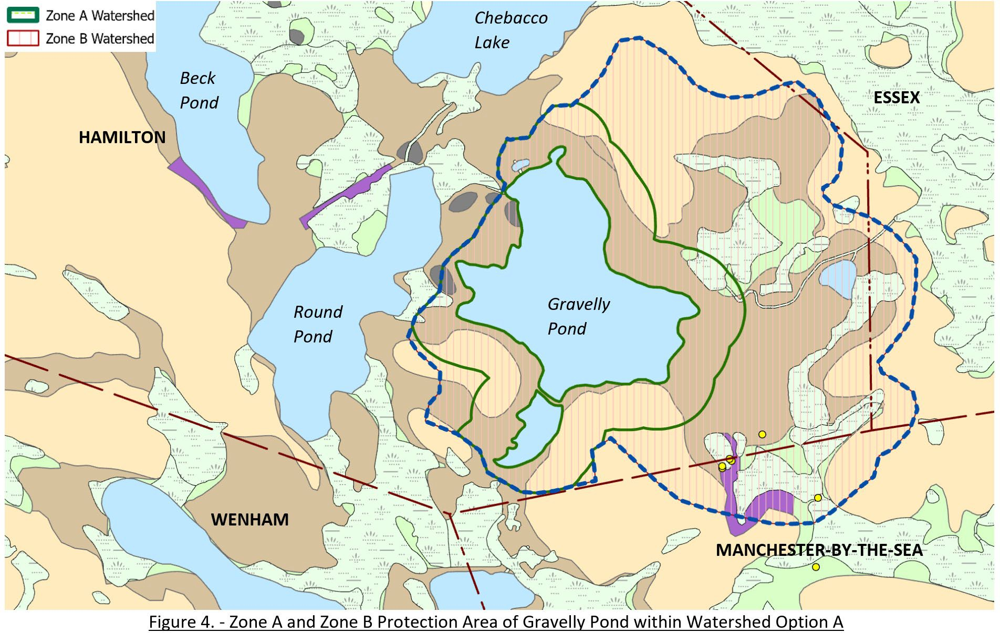 Zone A Watershed
Zone B Watershed
Chebacco
Lake
Beck
Pond
ESSEX
HAMILTON
Round
Pond
Gravelly
Pond
WENHAM
MANCHESTER-BY-THE-SEA
Figure 4. - Zone A and Zone B Protection Area of Gravelly Pond within Watershed Option A